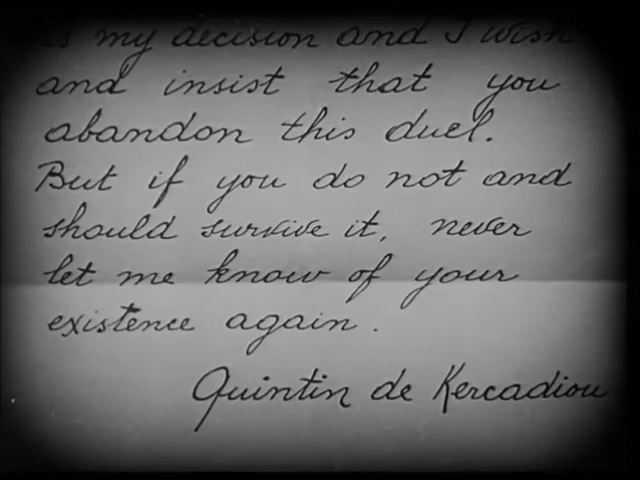 is my decision and I wish
and insist that you
abandon this duel.
But if you do not and
should survive it, never
let me know of your
existence again.
Quintin de Kercadiou